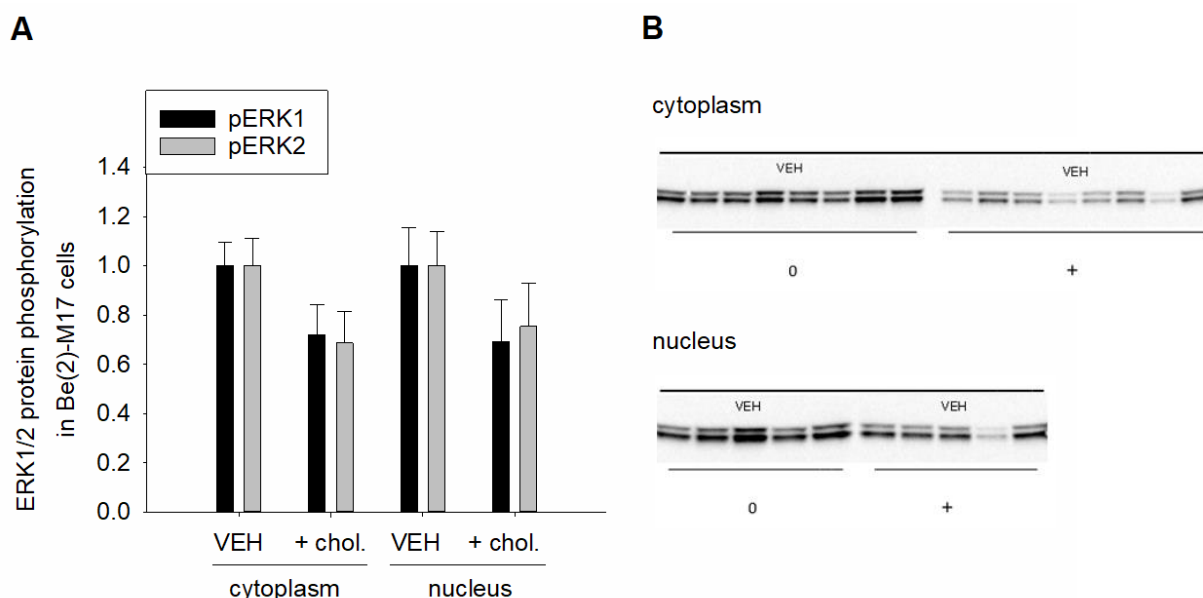 A
pERK1
pERK2
ERK1/2 protein phosphorylation
in Be(2)-M17 cells
1.4
1.2
1.0
0.8
0.6
0.4
0.2
0.0
VEH + chol. VEH + chol.
cytoplasm nucleus
B
cytoplasm
VEH VEH
0 +
nucleus
VEH VEH
0 +